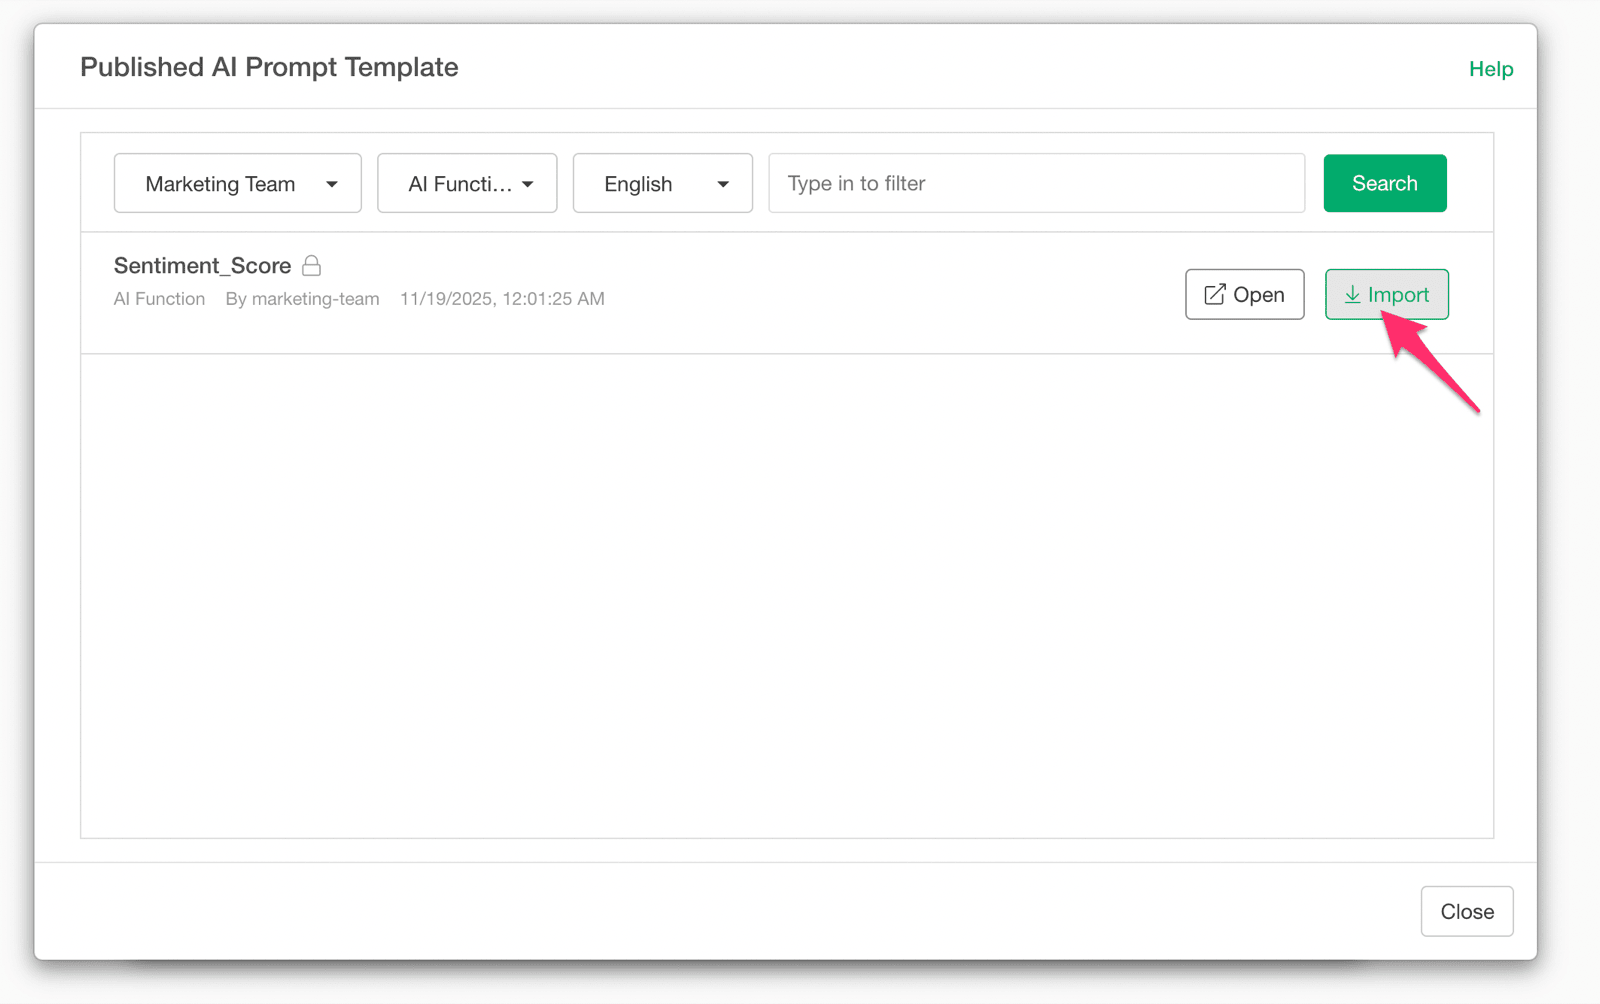 Published AI Prompt Template
Help
Marketing Team
AI Functi...
English
Type in to filter
Search
Sentiment_Score
AI Function By marketing-team 11/19/2025, 12:01:25 AM
Open
Import
Close